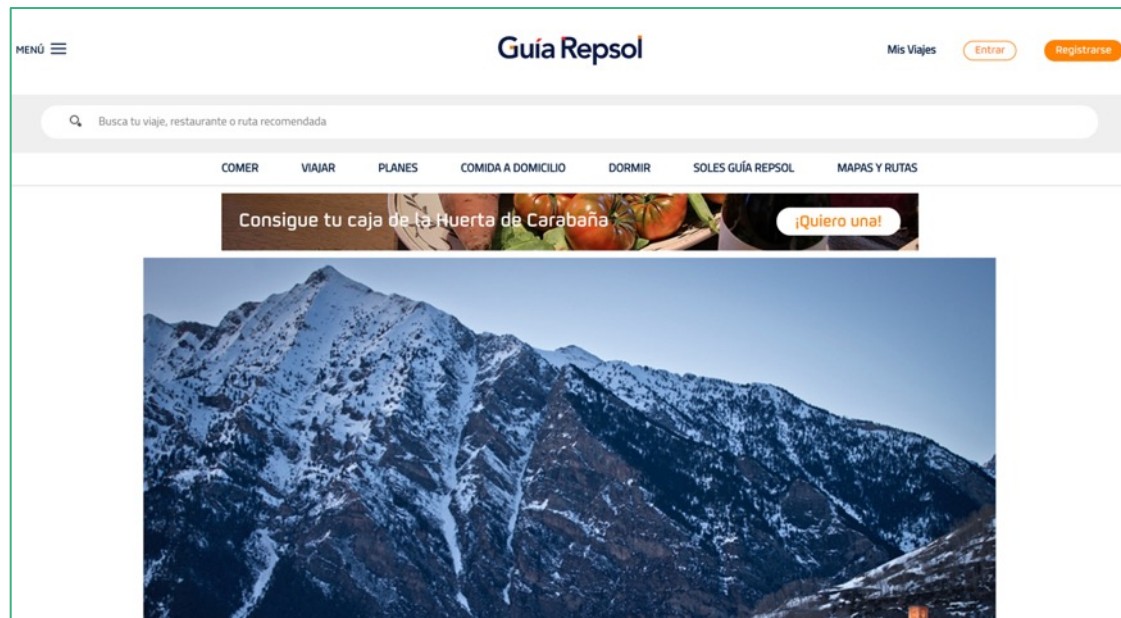 MENÚ
Guía Repsol
Mis Viajes
Entrar
Registrarse
Busca tu viaje, restaurante o ruta recomendada
COMER VIAJAR PLANES COMIDA A DOMICILIO DORMIR SOLES GUÍA REPSOL MAPAS Y RUTAS
Consigue tu caja de la Huerta de Carabaña
¡Quiero una!